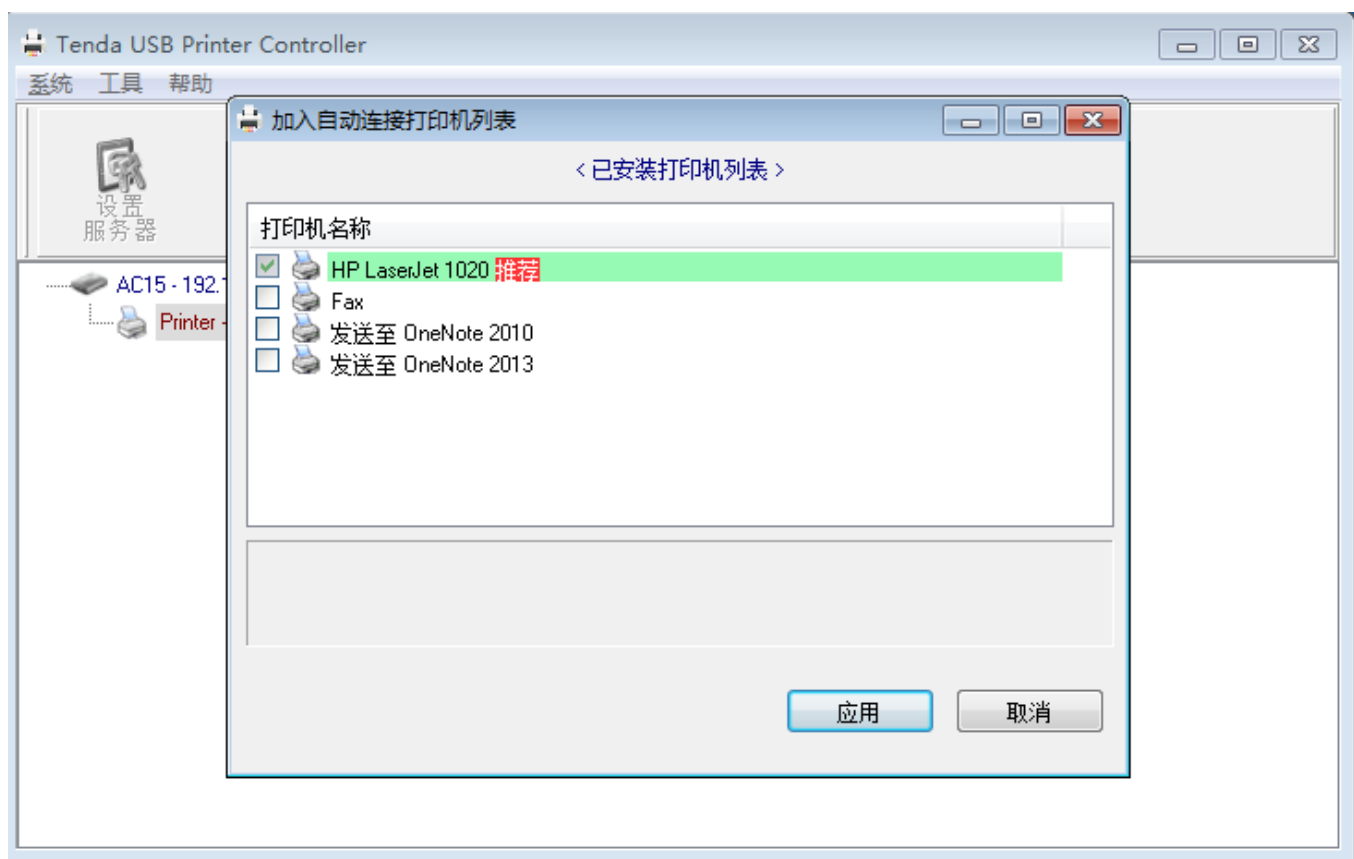 Tenda USB Printer Controller
系统 工具 帮助
设置
服务器
AC15 - 192.
Printer -
加入自动连接打印机列表
<已安装打印机列表>
打印机名称
HP LaserJet 1020 推荐
Fax
发送至 OneNote 2010
发送至 OneNote 2013
应用 取消